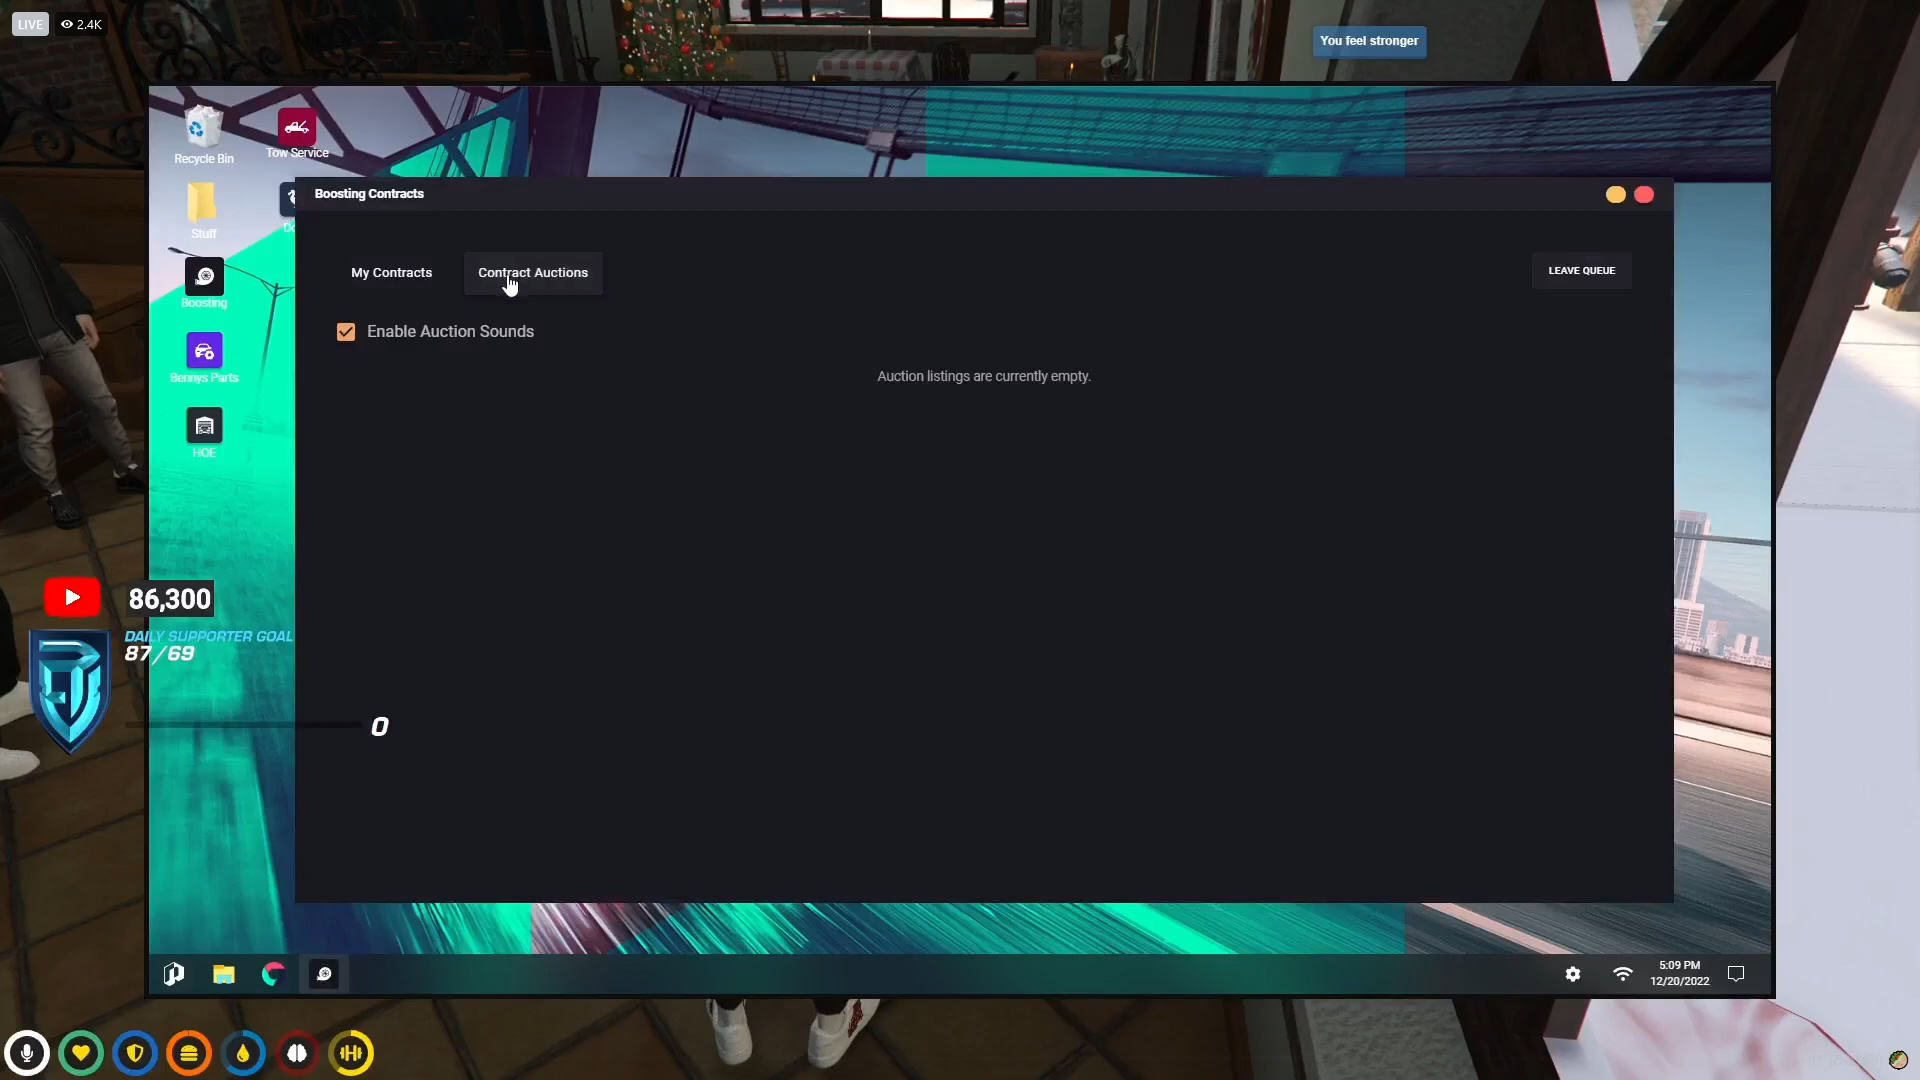 LIVE
2.4K
You feel stronger
Recycle Bin
Tow Service
Stuff
Boosting
Bennys Parts
HOE
Boosting Contracts
My Contracts
Contract Auctions
LEAVE QUEUE
Enable Auction Sounds
Auction listings are currently empty.
86,300
DAILY SUPPORTER GOAL
87/69
0
5:09 PM
12/20/2022